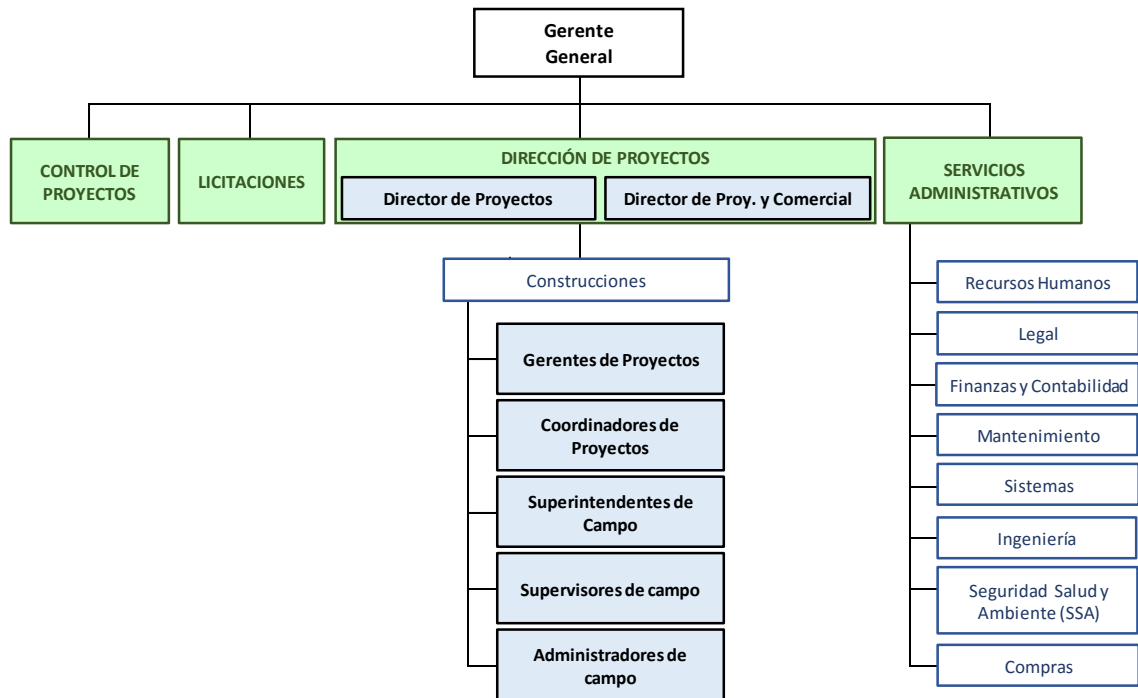 Gerente
General
CONTROL DE
PROYECTOS
LICITACIONES
DIRECCIÓN DE PROYECTOS
Director de Proyectos
Director de Proy. y Comercial
SERVICIOS
ADMINISTRATIVOS
Construcciones
Gerentes de Proyectos
Coordinadores de
Proyectos
Superintendentes de
Campo
Supervisores de campo
Administradores de
campo
Recursos Humanos
Legal
Finanzas y Contabilidad
Mantenimiento
Sistemas
Ingeniería
Seguridad Salud y
Ambiente (SSA)
Compras